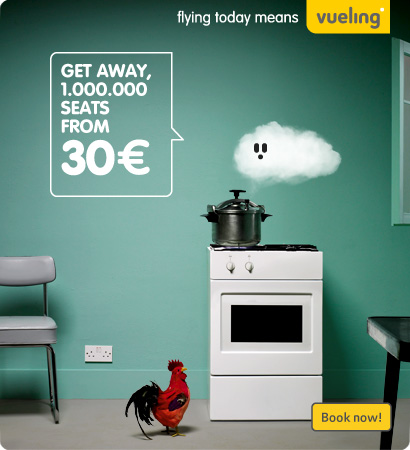 flying today means vueling
GET AWAY,
1.000.000
SEATS
FROM
30€
Book now!